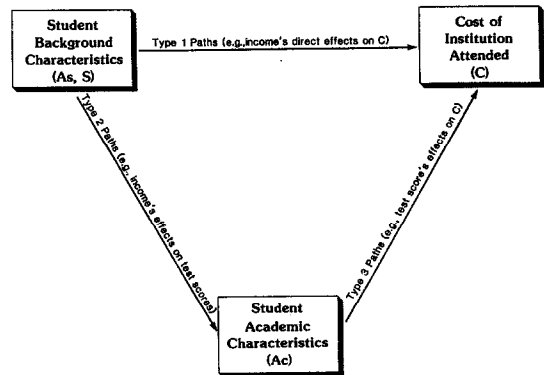 Student
Background
Characteristics
(As, S)
Type 1 Paths (e.g.,income's direct effects on C)
Cost of
Institution
Attended
(C)
Type 2 Paths (e.g., income's effects on test scores)
Type 3 Paths (e.g., test score's effects on C)
Student
Academic
Characteristics
(Ac)